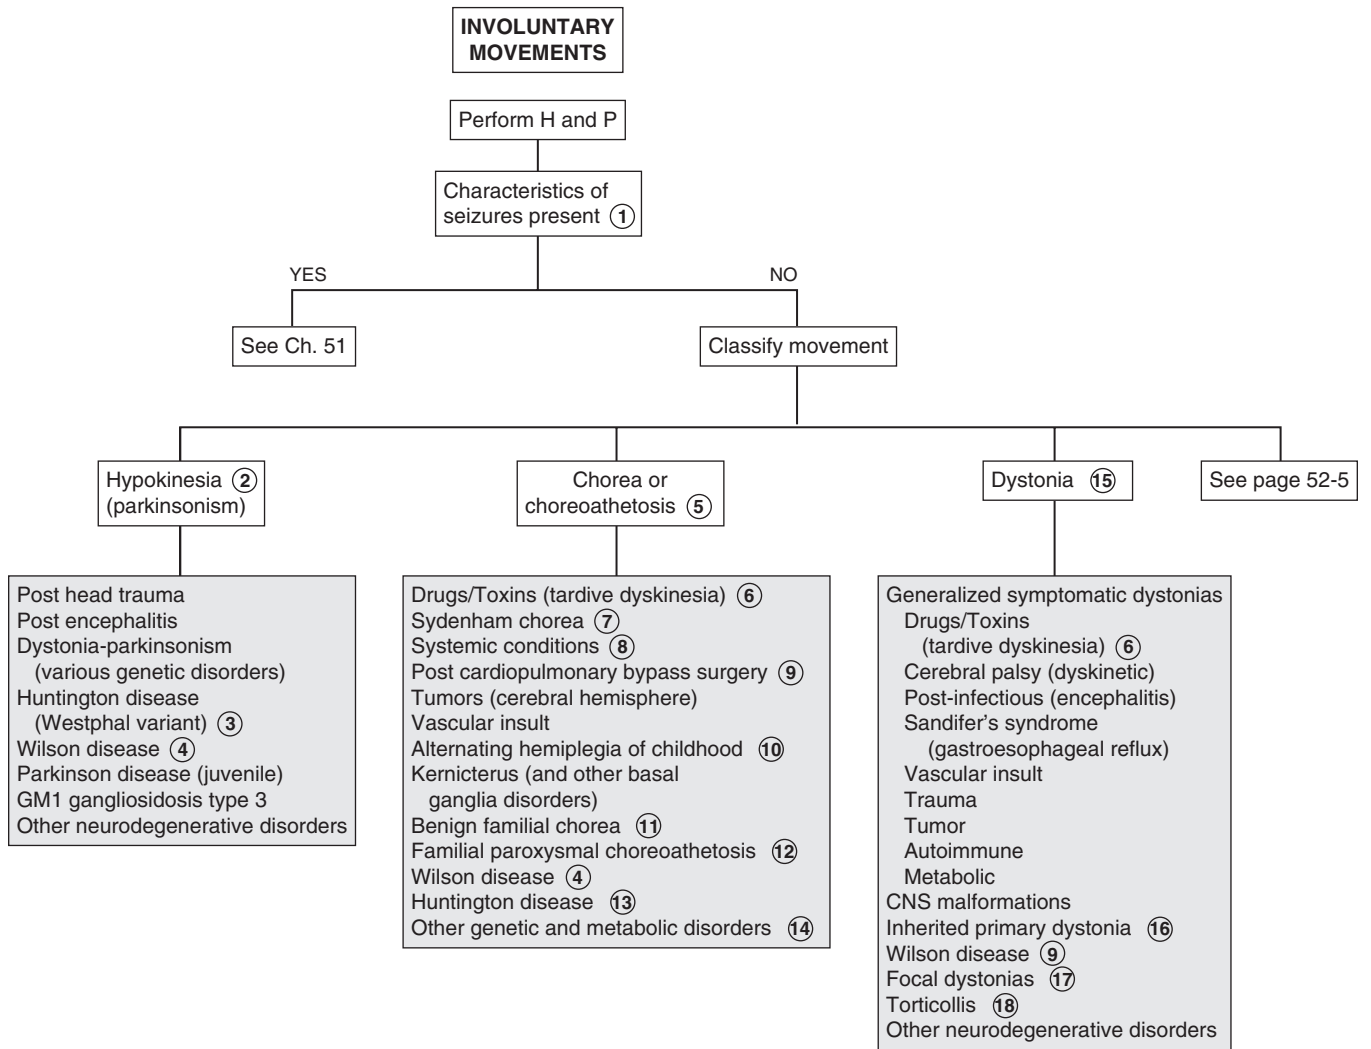 INVOLUNTARY
MOVEMENTS
Perform H and P
Characteristics of
seizures present 1
YES
NO
See Ch. 51
Classify movement
Hypokinesia 2
(parkinsonism)
Chorea or
choreoathetosis 5
Dystonia 15
See page 52-5
Post head trauma
Post encephalitis
Dystonia-parkinsonism
(various genetic disorders)
Huntington disease
(Westphal variant) 3
Wilson disease 4
Parkinson disease (juvenile)
GM1 gangliosidosis type 3
Other neurodegenerative disorders
Drugs/Toxins (tardive dyskinesia) 6
Sydenham chorea 7
Systemic conditions 8
Post cardiopulmonary bypass surgery 9
Tumors (cerebral hemisphere)
Vascular insult
Alternating hemiplegia of childhood 10
Kernicterus (and other basal
ganglia disorders)
Benign familial chorea 11
Familial paroxysmal choreoathetosis 12
Wilson disease 4
Huntington disease 13
Other genetic and metabolic disorders 14
Generalized symptomatic dystonias
Drugs/Toxins
(tardive dyskinesia) 6
Cerebral palsy (dyskinetic)
Post-infectious (encephalitis)
Sandifer's syndrome
(gastroesophageal reflux)
Vascular insult
Trauma
Tumor
Autoimmune
Metabolic
CNS malformations
Inherited primary dystonia 16
Wilson disease 9
Focal dystonias 17
Torticollis 18
Other neurodegenerative disorders